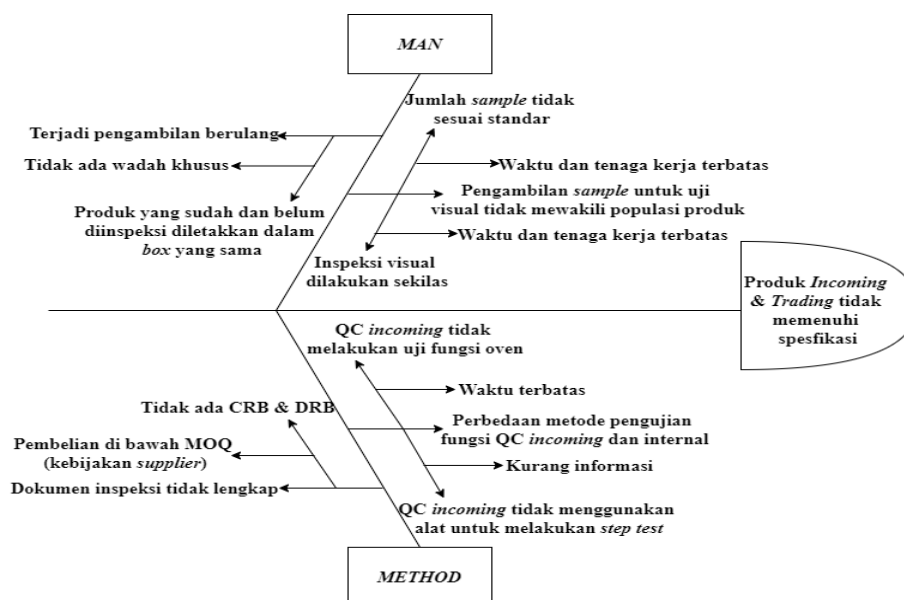 MAN
Jumlah sample tidak
sesuai standar
Terjadi pengambilan berulang
Tidak ada wadah khusus
Waktu dan tenaga kerja terbatas
Pengambilan sample untuk uji
visual tidak mewakili populasi produk
Produk yang sudah dan belum
diinspeksi diletakkan dalam
box yang sama
Waktu dan tenaga kerja terbatas
Inspeksi visual
dilakukan sekilas
Produk Incoming
& Trading tidak
memenuhi
spesfikasi
QC incoming tidak
melakukan uji fungsi oven
Waktu terbatas
Tidak ada CRB & DRB
Perbedaan metode pengujian
fungsi QC incoming dan internal
Pembelian di bawah MOQ
(kebijakan supplier)
Kurang informasi
Dokumen inspeksi tidak lengkap
QC incoming tidak menggunakan
alat untuk melakukan step test
METHOD